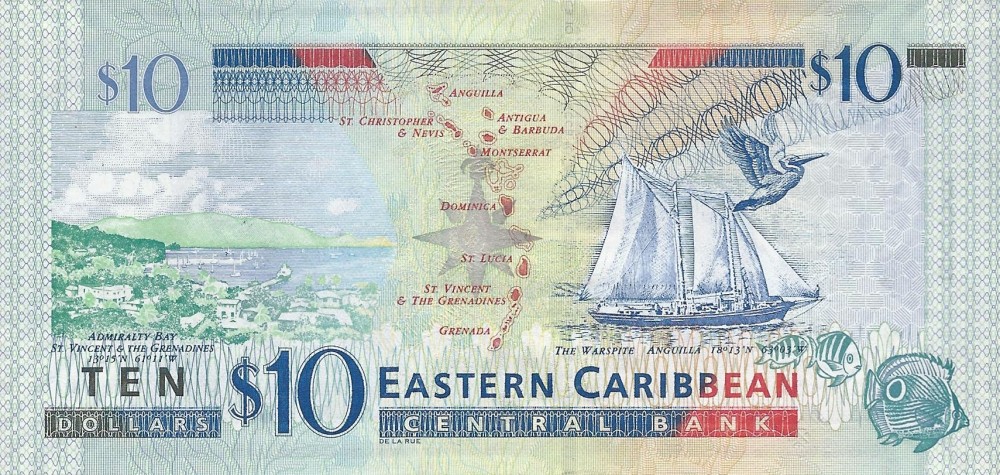 $10
$10
ANGUILLA
ST. CHRISTOPHER
& NEVIS
ANTIGUA
& BARBUDA
MONTSERRAT
DOMINICA
ST. LUCIA
ST. VINCENT
& THE GRENADINES
GRENADA
ADMIRALTY BAY
ST. VINCENT & THE GRENADINES
13°15'N 61°11'W
THE WARSPITE ANGUILLA 18°13'N 63°04'W
TEN
DOLLARS
$10
EASTERN CARIBBEAN
CENTRAL BANK
DE LA RUE